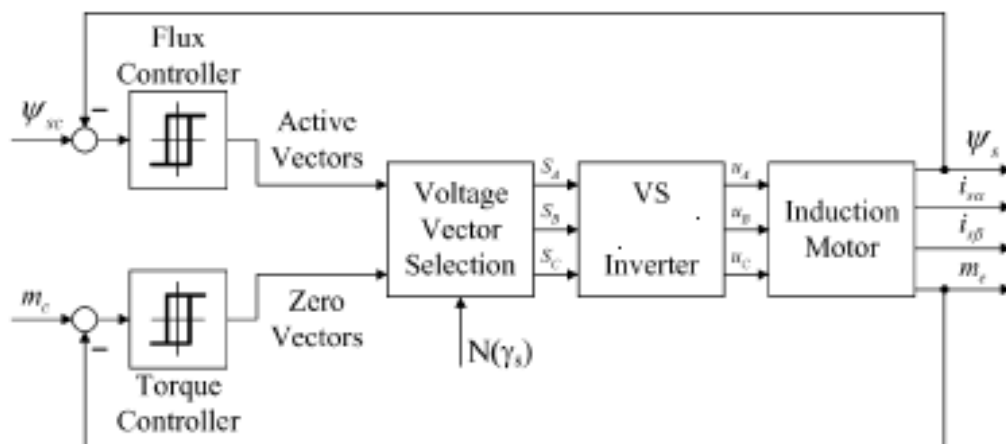 Flux
Controller
ψsc
−
Active
Vectors
Voltage
Vector
Selection
SA
SB
SC
VS
Inverter
uA
uB
uC
Induction
Motor
ψs
isα
isβ
me
mc
−
Zero
Vectors
N(γs)
Torque
Controller